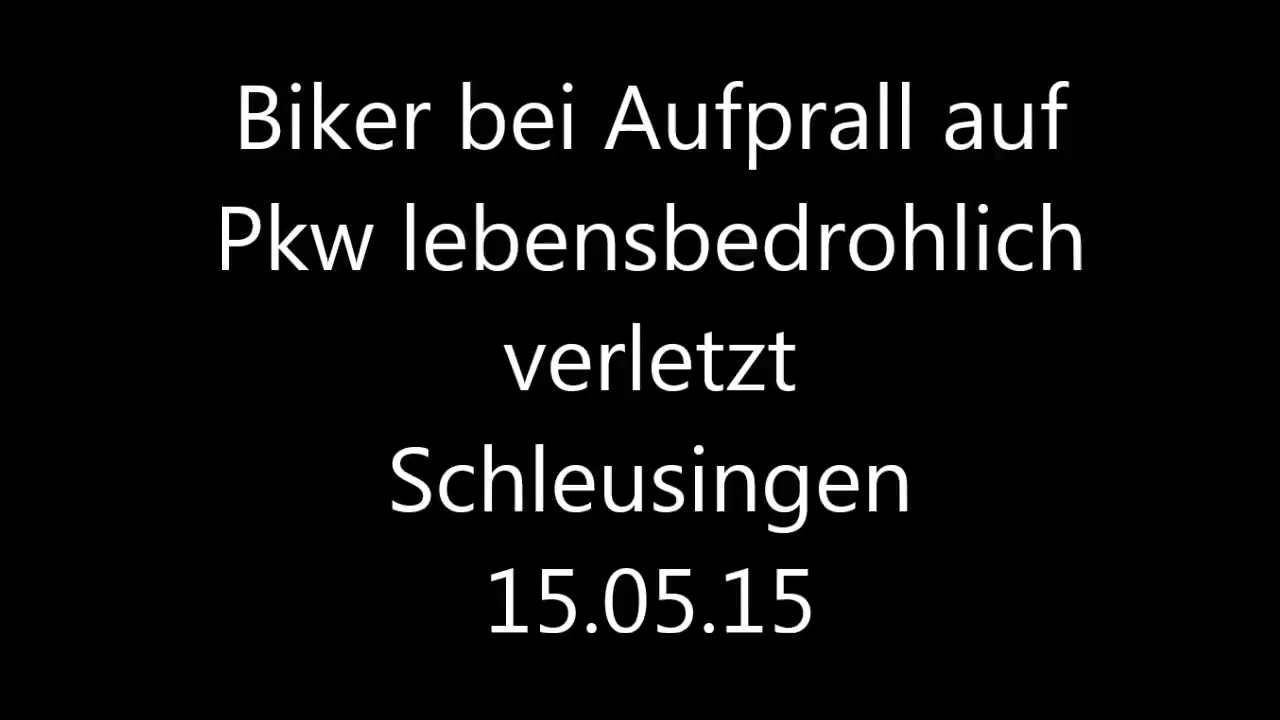 Biker bei Aufprall auf
Pkw lebensbedrohlich
verletzt
Schleusingen
15.05.15